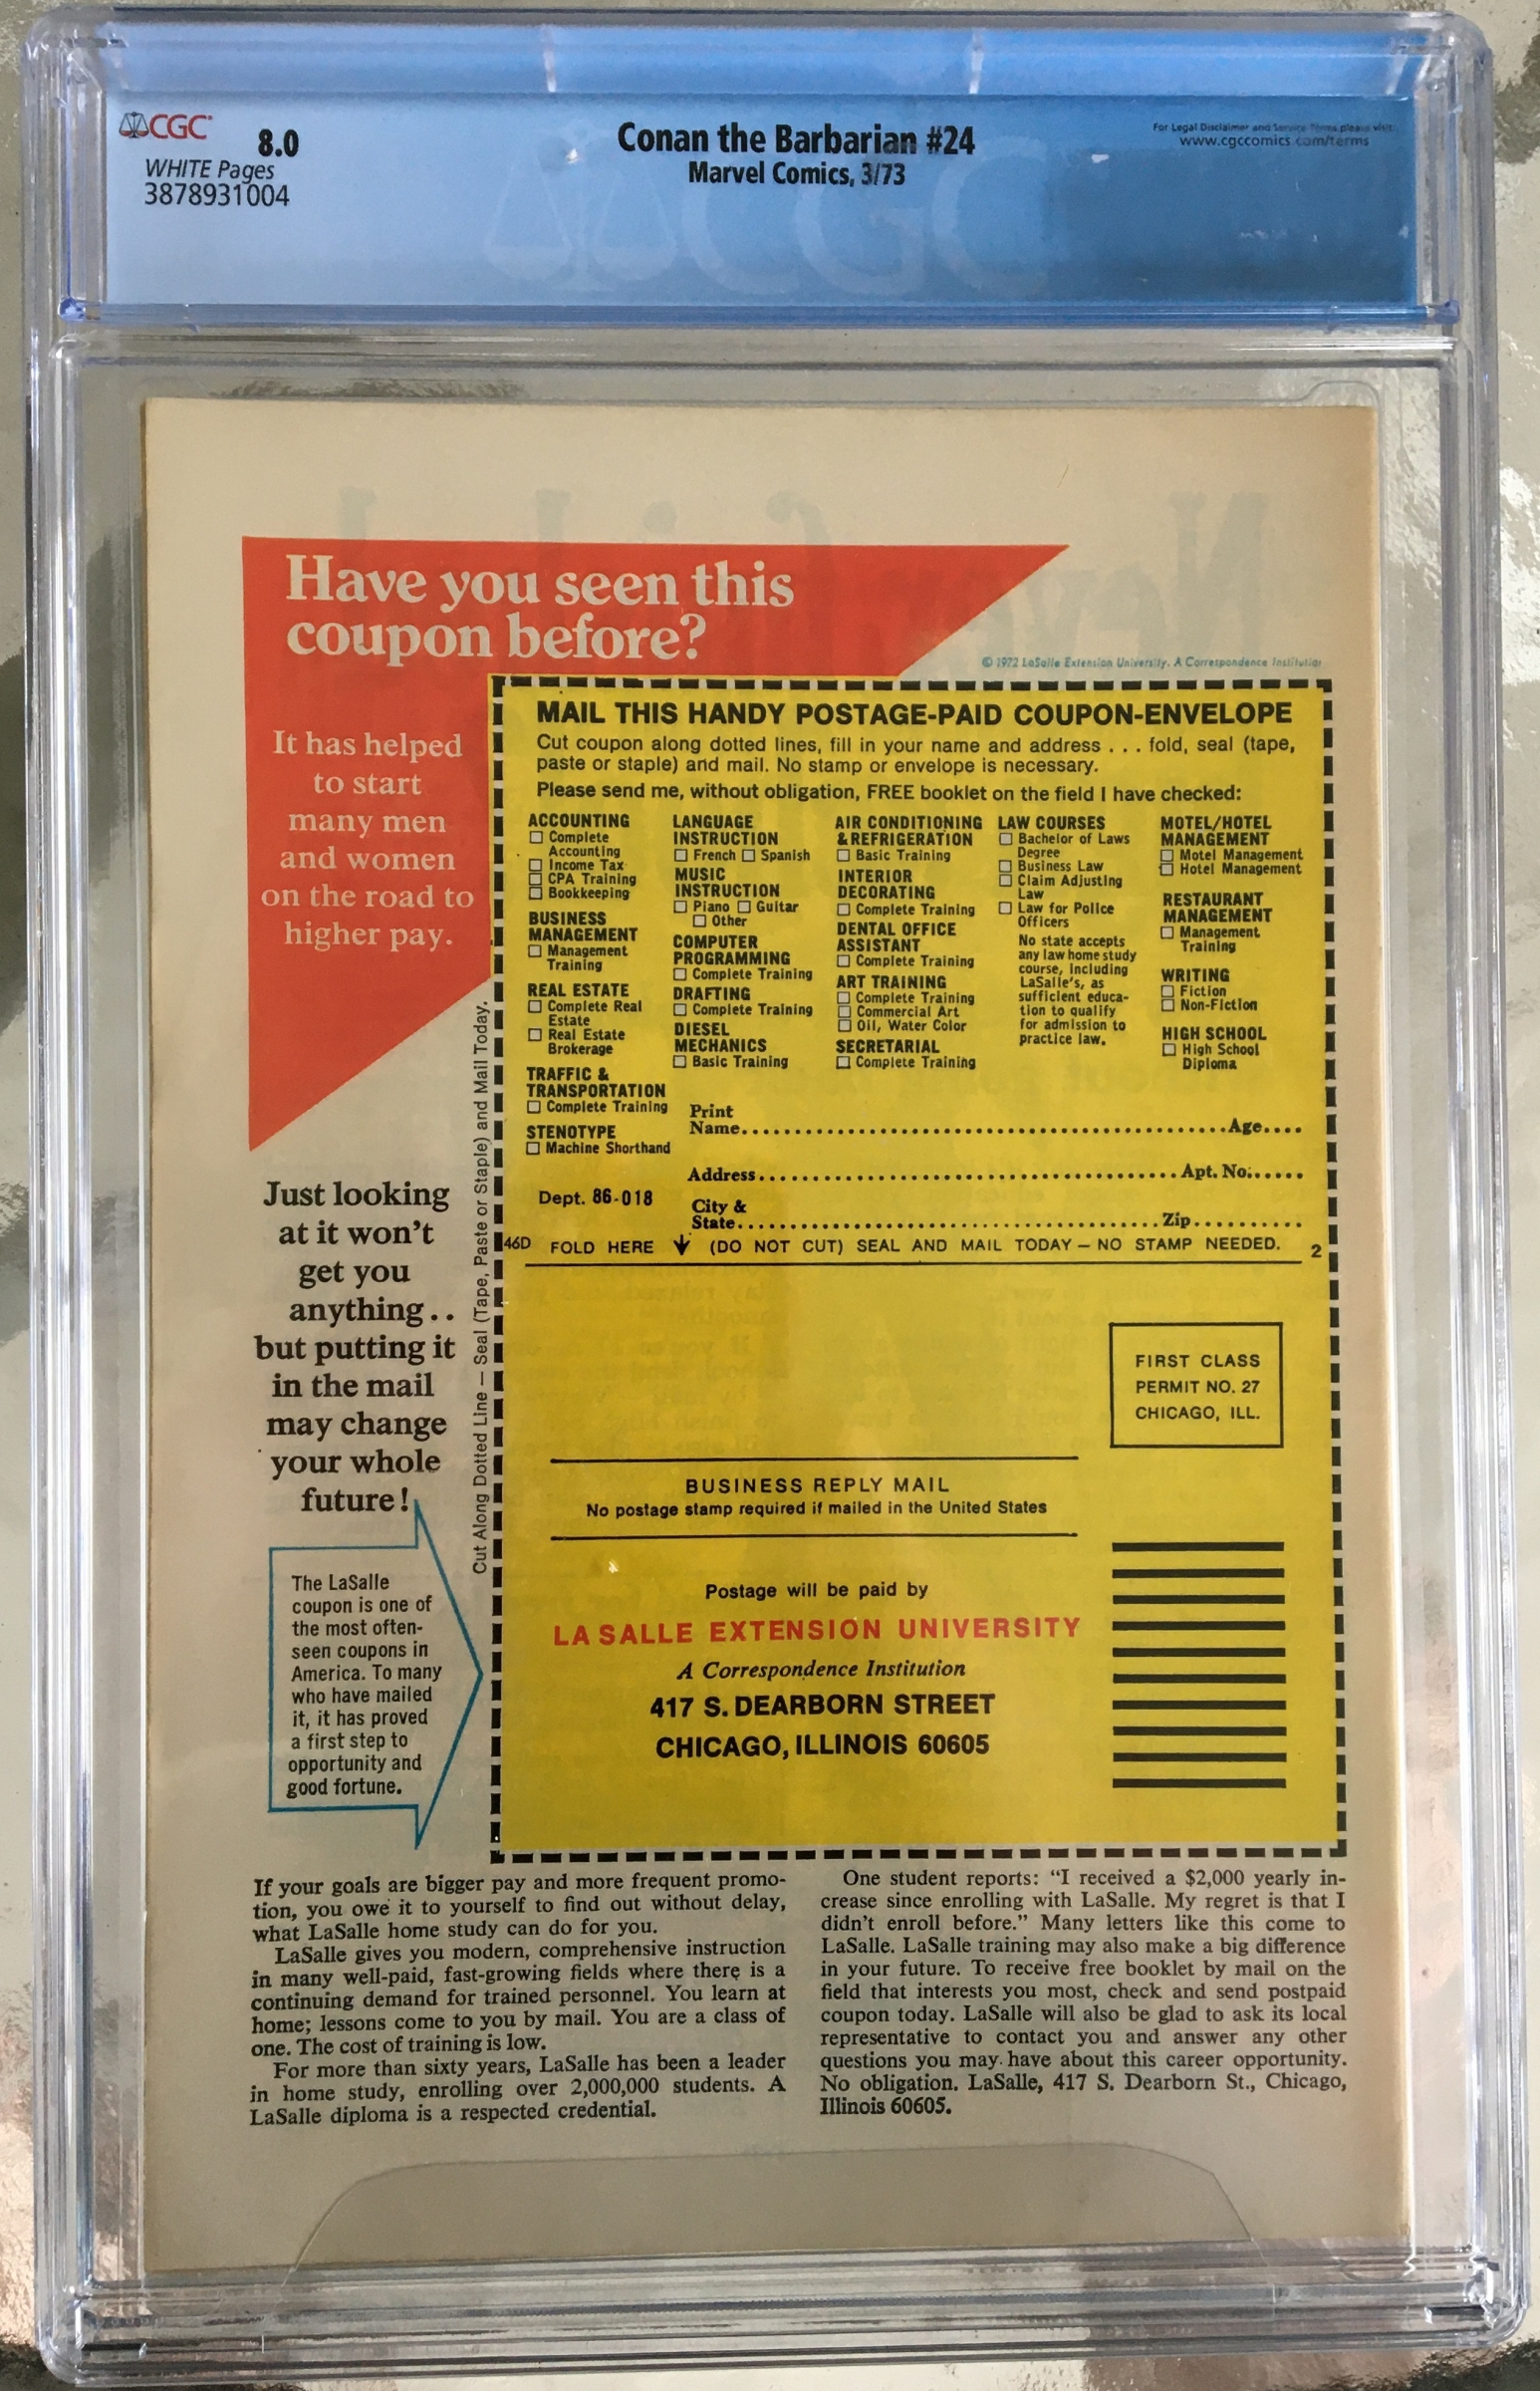 CGC
8.0
WHITE Pages
3878931004
Conan the Barbarian #24
Marvel Comics, 3/73
For Legal Disclaimer and Service Terms please visit:
www.cgccomics.com/terms
Have you seen this
coupon before?
© 1972 LaSalle Extension University. A Correspondence Institution
It has helped
to start
many men
and women
on the road to
higher pay.
Just looking
at it won't
get you
anything..
but putting it
in the mail
may change
your whole
future!
The LaSalle
coupon is one of
the most often-
seen coupons in
America. To many
who have mailed
it, it has proved
a first step to
opportunity and
good fortune.
Cut Along Dotted Line — Seal (Tape, Paste or Staple) and Mail Today.
MAIL THIS HANDY POSTAGE-PAID COUPON-ENVELOPE
Cut coupon along dotted lines, fill in your name and address . . . fold, seal (tape,
paste or staple) and mail. No stamp or envelope is necessary.
Please send me, without obligation, FREE booklet on the field I have checked:
ACCOUNTING
Complete
Accounting
Income Tax
CPA Training
Bookkeeping
BUSINESS
MANAGEMENT
Management
Training
REAL ESTATE
Complete Real
Estate
Real Estate
Brokerage
TRAFFIC &
TRANSPORTATION
Complete Training
STENOTYPE
Machine Shorthand
LANGUAGE
INSTRUCTION
French Spanish
MUSIC
INSTRUCTION
Piano Guitar
Other
COMPUTER
PROGRAMMING
Complete Training
DRAFTING
Complete Training
DIESEL
MECHANICS
Basic Training
AIR CONDITIONING
& REFRIGERATION
Basic Training
INTERIOR
DECORATING
Complete Training
DENTAL OFFICE
ASSISTANT
Complete Training
ART TRAINING
Complete Training
Commercial Art
Oil, Water Color
SECRETARIAL
Complete Training
LAW COURSES
Bachelor of Laws
Degree
Business Law
Claim Adjusting
Law
Law for Police
Officers
No state accepts
any law home study
course, including
LaSalle's, as
sufficient educa-
tion to qualify
for admission to
practice law.
MOTEL/HOTEL
MANAGEMENT
Motel Management
Hotel Management
RESTAURANT
MANAGEMENT
Management
Training
WRITING
Fiction
Non-Fiction
HIGH SCHOOL
High School
Diploma
Print
Name Age
Address Apt. No.
Dept. 86-018
City &
State Zip
46D FOLD HERE ↓ (DO NOT CUT) SEAL AND MAIL TODAY — NO STAMP NEEDED. 2
FIRST CLASS
PERMIT NO. 27
CHICAGO, ILL.
BUSINESS REPLY MAIL
No postage stamp required if mailed in the United States
Postage will be paid by
LA SALLE EXTENSION UNIVERSITY
A Correspondence Institution
417 S. DEARBORN STREET
CHICAGO, ILLINOIS 60605
If your goals are bigger pay and more frequent promo-
tion, you owe it to yourself to find out without delay,
what LaSalle home study can do for you.
LaSalle gives you modern, comprehensive instruction
in many well-paid, fast-growing fields where there is a
continuing demand for trained personnel. You learn at
home; lessons come to you by mail. You are a class of
one. The cost of training is low.
For more than sixty years, LaSalle has been a leader
in home study, enrolling over 2,000,000 students. A
LaSalle diploma is a respected credential.
One student reports: "I received a $2,000 yearly in-
crease since enrolling with LaSalle. My regret is that I
didn't enroll before." Many letters like this come to
LaSalle. LaSalle training may also make a big difference
in your future. To receive free booklet by mail on the
field that interests you most, check and send postpaid
coupon today. LaSalle will also be glad to ask its local
representative to contact you and answer any other
questions you may have about this career opportunity.
No obligation. LaSalle, 417 S. Dearborn St., Chicago,
Illinois 60605.